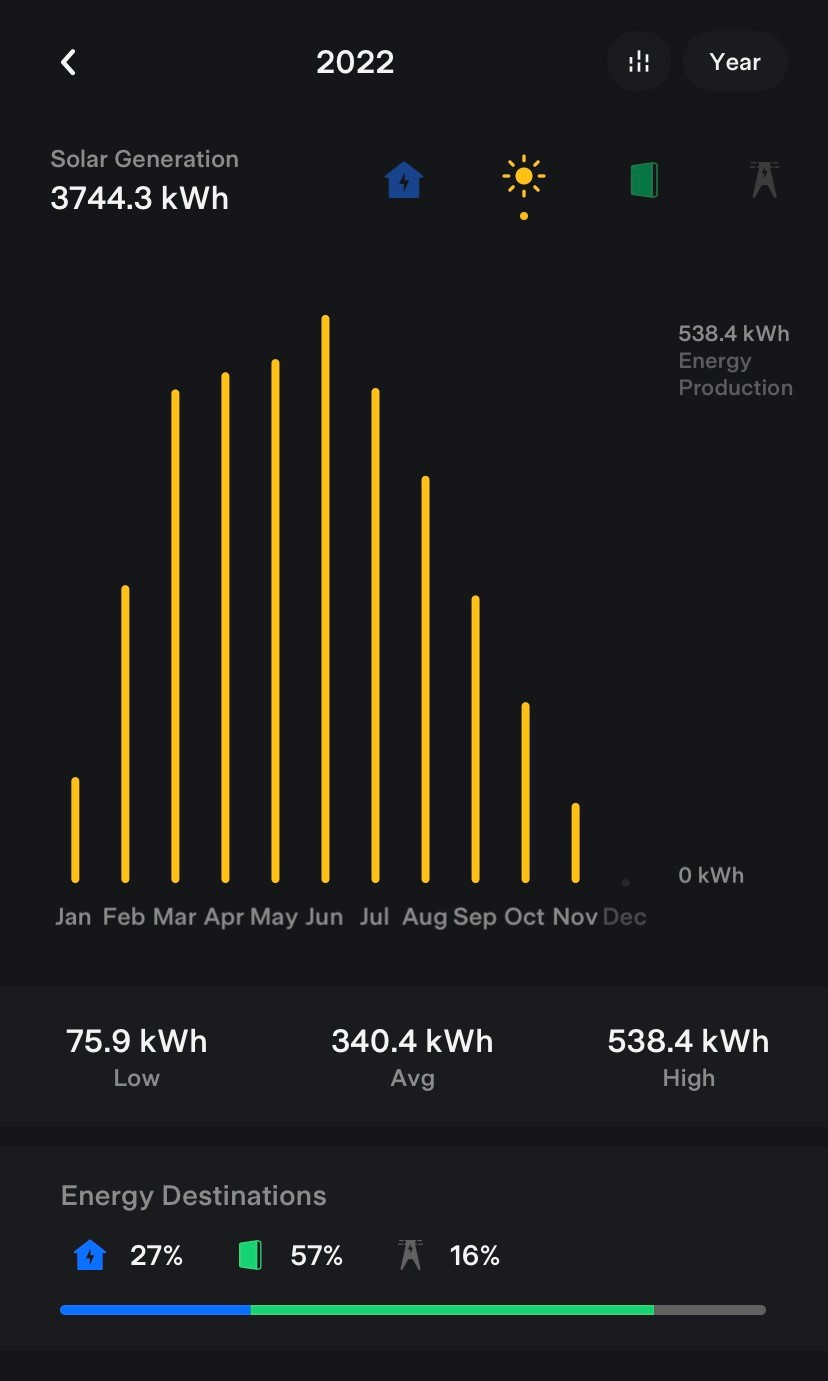 2022
Year
Solar Generation
3744.3 kWh
538.4 kWh
Energy
Production
0 kWh
Jan Feb Mar Apr May Jun Jul Aug Sep Oct Nov Dec
75.9 kWh 340.4 kWh 538.4 kWh
Low Avg High
Energy Destinations
27% 57% 16%